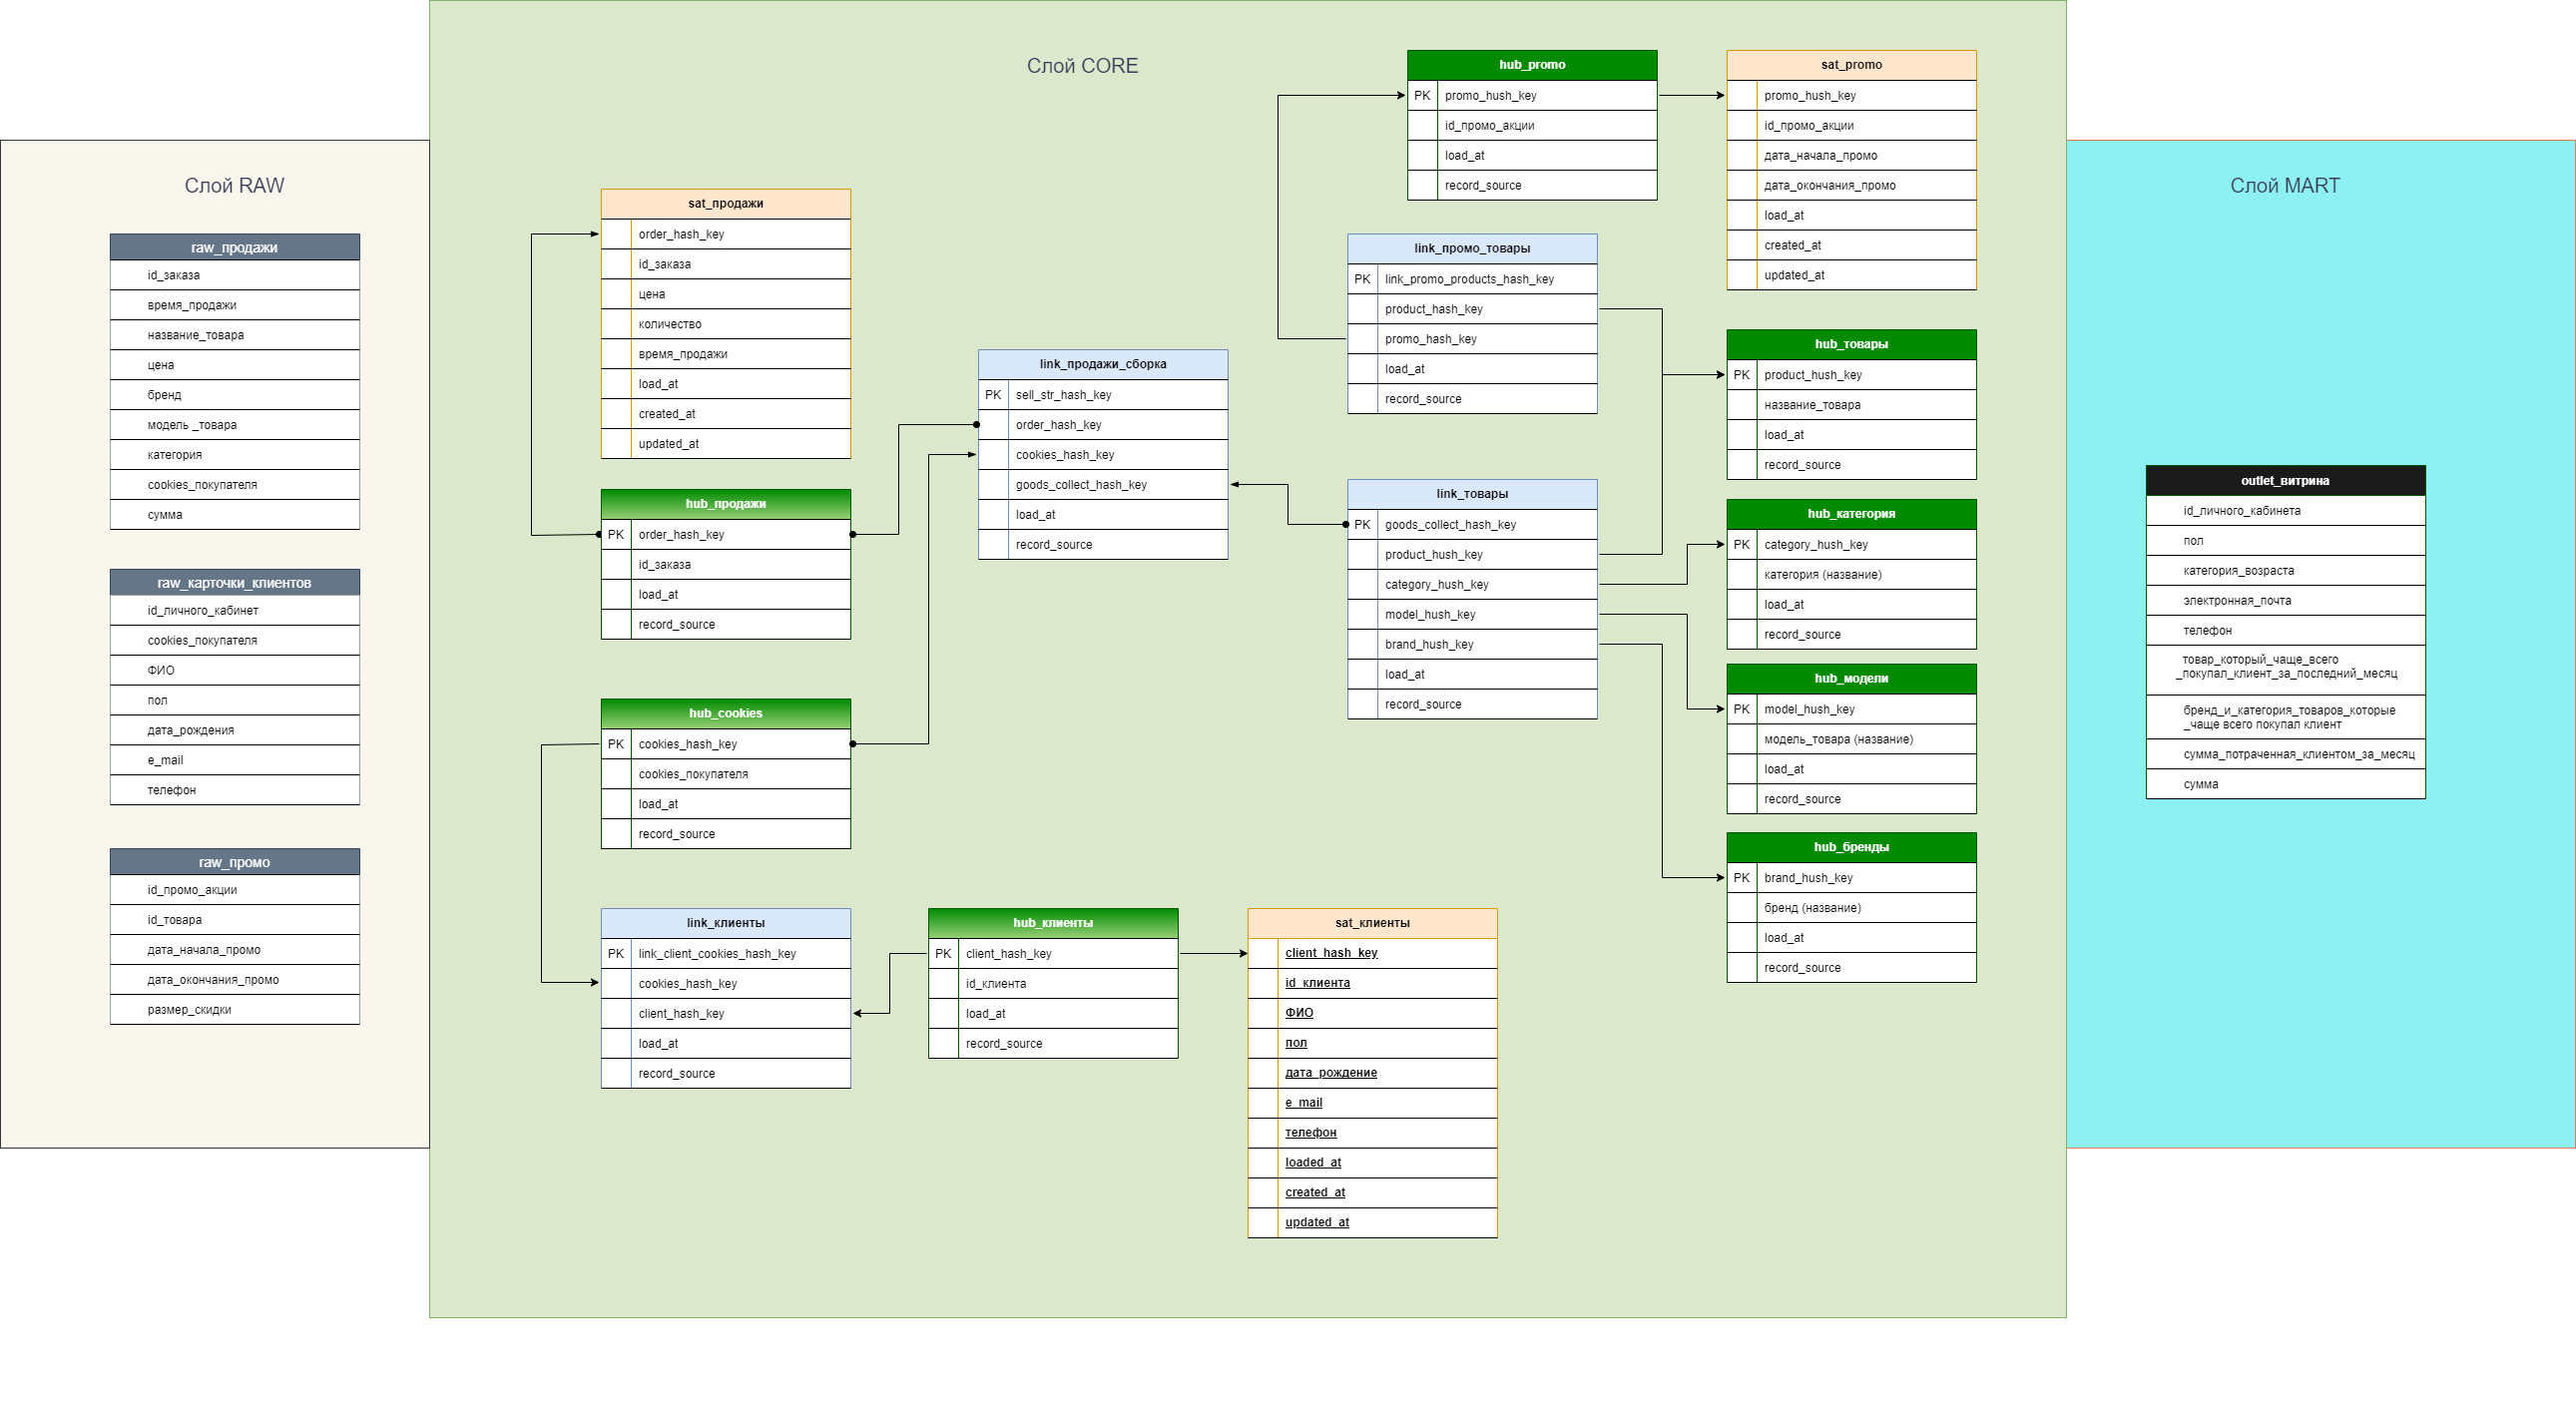 Слой RAW
raw_продажи
id_заказа
время_продажи
название_товара
цена
бренд
модель _товара
категория
cookies_покупателя
сумма
raw_карточки_клиентов
id_личного_кабинет
cookies_покупателя
ФИО
пол
дата_рождения
e_mail
телефон
raw_промо
id_промо_акции
id_товара
дата_начала_промо
дата_окончания_промо
размер_скидки
Слой CORE
sat_продажи
order_hash_key
id_заказа
цена
количество
время_продажи
load_at
created_at
updated_at
hub_продажи
PK order_hash_key
id_заказа
load_at
record_source
hub_cookies
PK cookies_hash_key
cookies_покупателя
load_at
record_source
link_клиенты
PK link_client_cookies_hash_key
cookies_hash_key
client_hash_key
load_at
record_source
hub_клиенты
PK client_hash_key
id_клиента
load_at
record_source
sat_клиенты
client_hash_key
id_клиента
ФИО
пол
дата_рождение
e_mail
телефон
loaded_at
created_at
updated_at
link_продажи_сборка
PK sell_str_hash_key
order_hash_key
cookies_hash_key
goods_collect_hash_key
load_at
record_source
hub_promo
PK promo_hush_key
id_промо_акции
load_at
record_source
link_промо_товары
PK link_promo_products_hash_key
product_hash_key
promo_hash_key
load_at
record_source
link_товары
PK goods_collect_hash_key
product_hush_key
category_hush_key
model_hush_key
brand_hush_key
load_at
record_source
sat_promo
promo_hush_key
id_промо_акции
дата_начала_промо
дата_окончания_промо
load_at
created_at
updated_at
hub_товары
PK product_hush_key
название_товара
load_at
record_source
hub_категория
PK category_hush_key
категория (название)
load_at
record_source
hub_модели
PK model_hush_key
модель_товара (название)
load_at
record_source
hub_бренды
PK brand_hush_key
бренд (название)
load_at
record_source
Слой MART
outlet_витрина
id_личного_кабинета
пол
категория_возраста
электронная_почта
телефон
товар_который_чаще_всего
_покупал_клиент_за_последний_месяц
бренд_и_категория_товаров_которые
_чаще всего покупал клиент
сумма_потраченная_клиентом_за_месяц
сумма